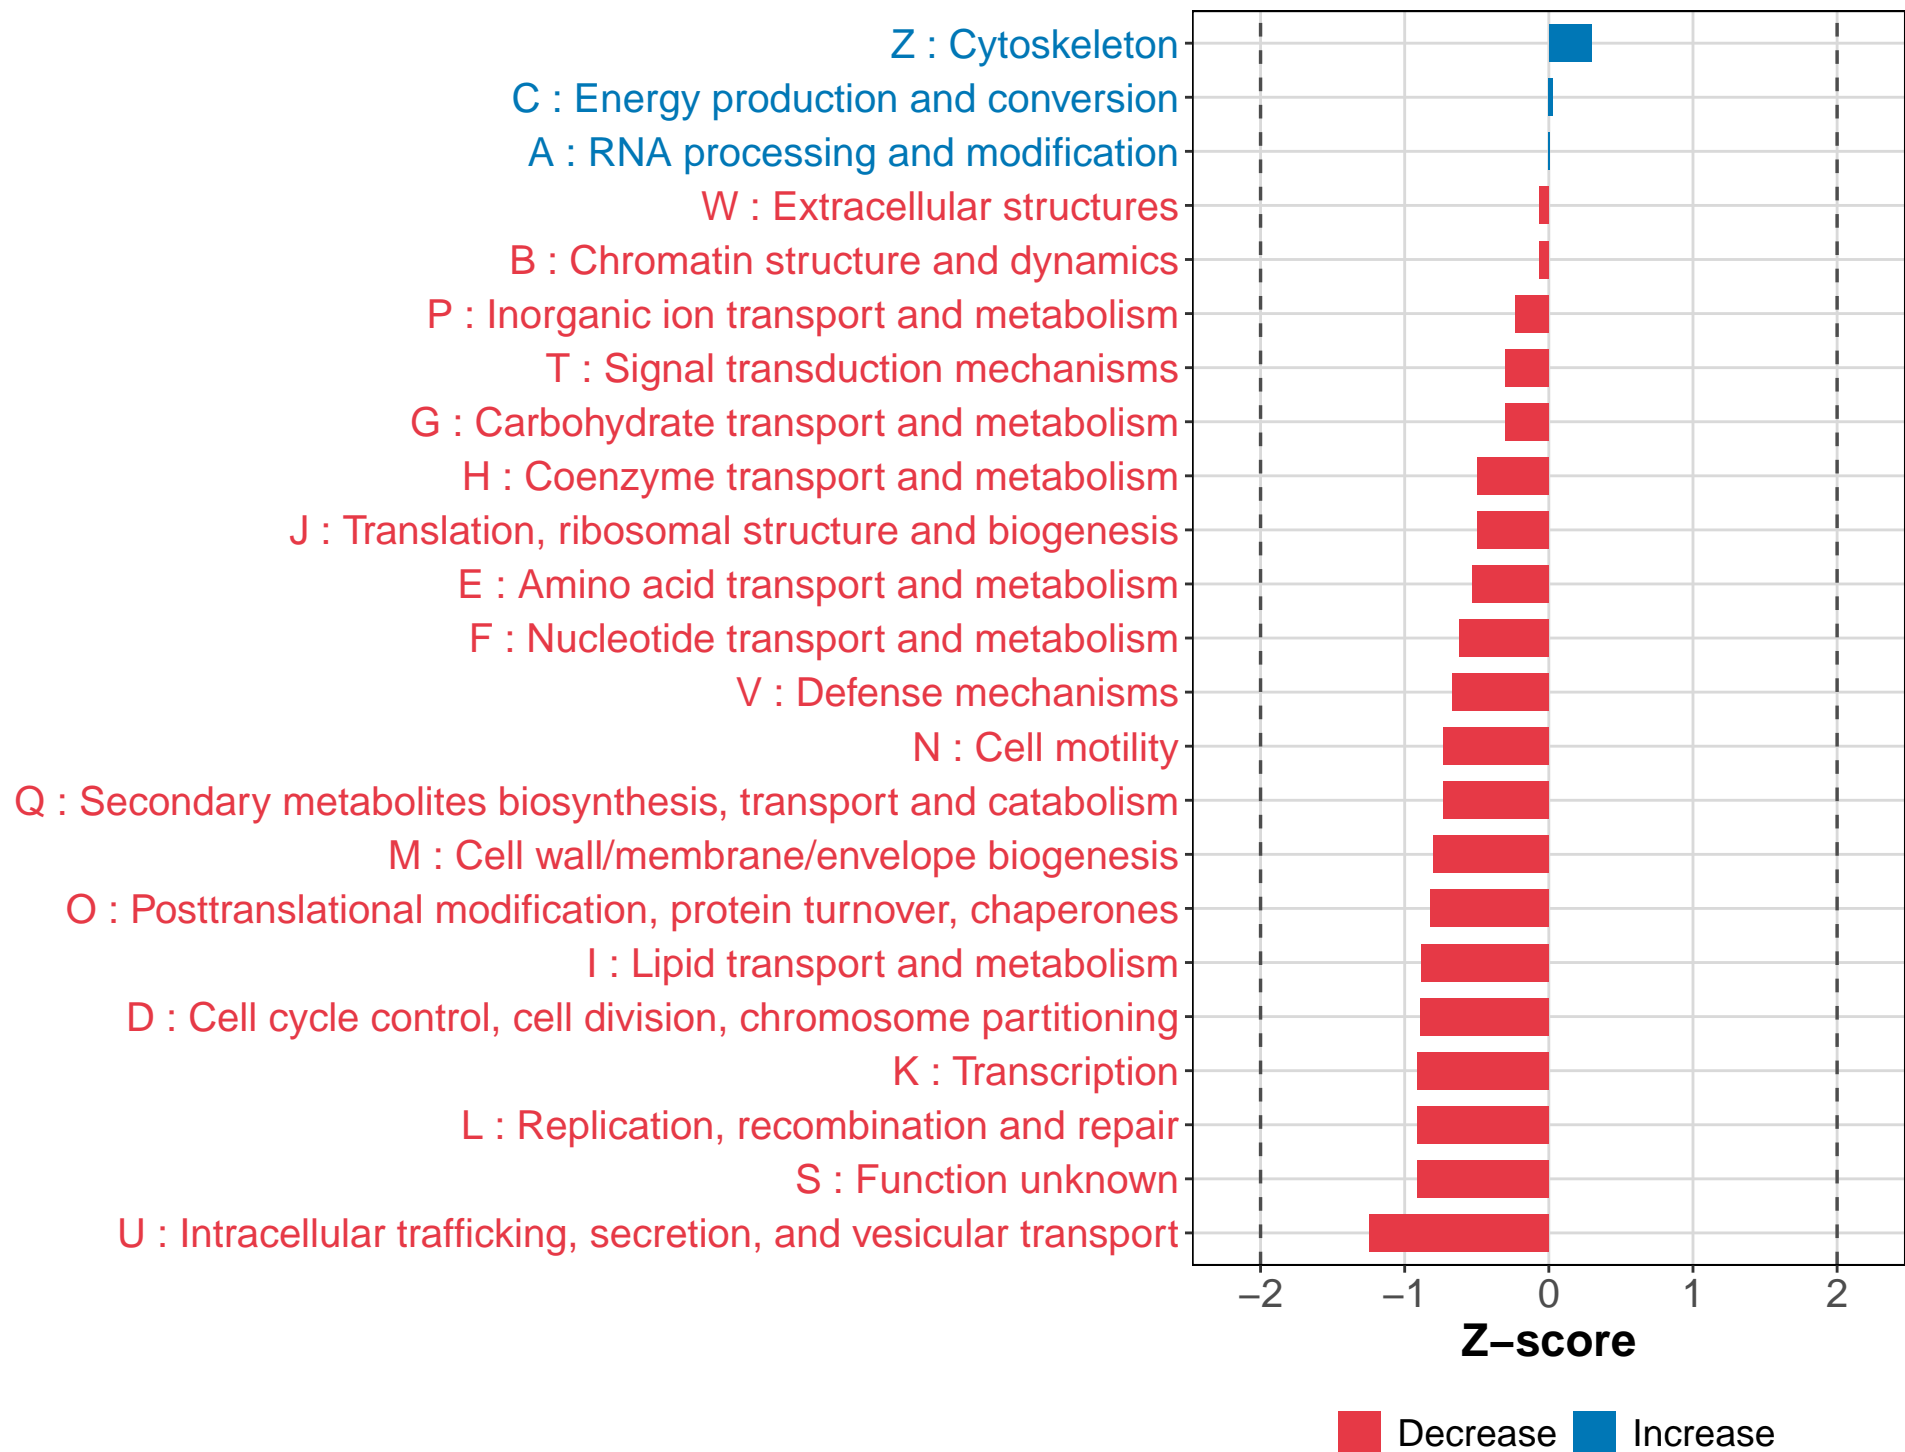 Z : Cytoskeleton
C : Energy production and conversion
A : RNA processing and modification
W : Extracellular structures
B : Chromatin structure and dynamics
P : Inorganic ion transport and metabolism
T : Signal transduction mechanisms
G : Carbohydrate transport and metabolism
H : Coenzyme transport and metabolism
J : Translation, ribosomal structure and biogenesis
E : Amino acid transport and metabolism
F : Nucleotide transport and metabolism
V : Defense mechanisms
N : Cell motility
Q : Secondary metabolites biosynthesis, transport and catabolism
M : Cell wall/membrane/envelope biogenesis
O : Posttranslational modification, protein turnover, chaperones
I : Lipid transport and metabolism
D : Cell cycle control, cell division, chromosome partitioning
K : Transcription
L : Replication, recombination and repair
S : Function unknown
U : Intracellular trafficking, secretion, and vesicular transport
−2 −1 0 1 2
Z−score
Decrease Increase